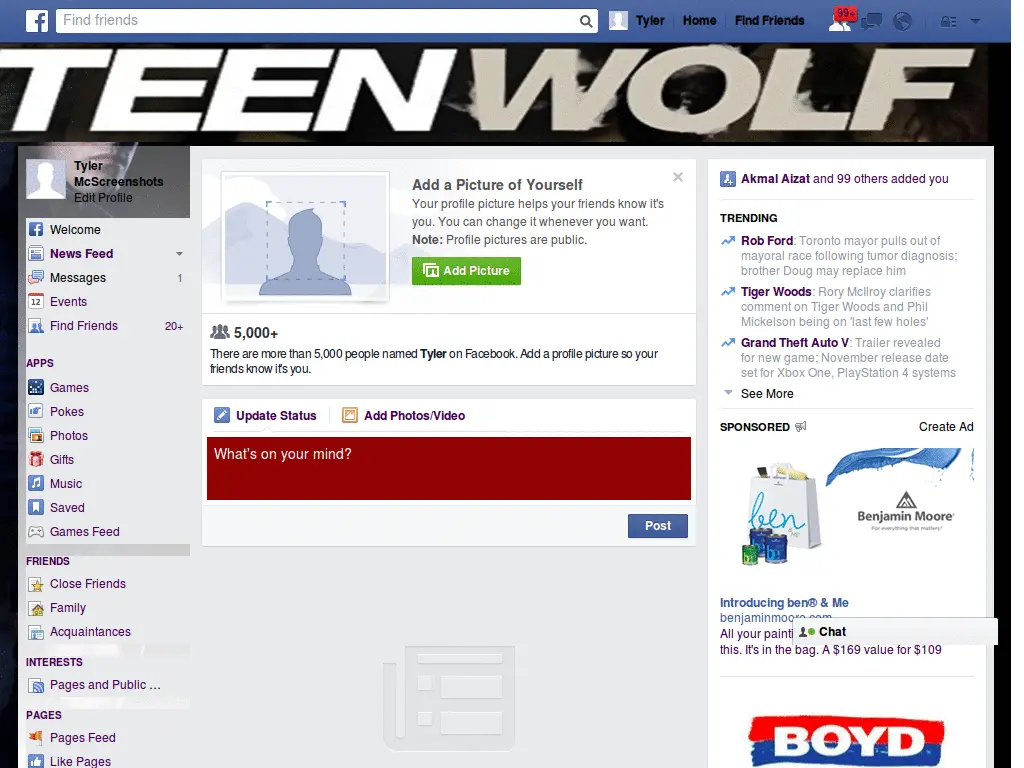 Find friends
Tyler
Home
Find Friends
99+
TEEN WOLF
Tyler
McScreenshots
Edit Profile
Welcome
News Feed
Messages 1
12 Events
Find Friends 20+
APPS
Games
Pokes
Photos
Gifts
Music
Saved
Games Feed
FRIENDS
Close Friends
Family
Acquaintances
INTERESTS
Pages and Public ...
PAGES
Pages Feed
Like Pages
Add a Picture of Yourself
Your profile picture helps your friends know it's
you. You can change it whenever you want.
Note: Profile pictures are public.
Add Picture
5,000+
There are more than 5,000 people named Tyler on Facebook. Add a profile picture so your
friends know it's you.
Update Status
Add Photos/Video
What's on your mind?
Post
Akmal Aizat and 99 others added you
TRENDING
Rob Ford: Toronto mayor pulls out of
mayoral race following tumor diagnosis;
brother Doug may replace him
Tiger Woods: Rory McIlroy clarifies
comment on Tiger Woods and Phil
Mickelson being on 'last few holes'
Grand Theft Auto V: Trailer revealed
for new game; November release date
set for Xbox One, PlayStation 4 systems
See More
SPONSORED
Create Ad
ben
Benjamin Moore®
For everything that matters.®
Introducing ben® & Me
benjaminmoore.com
All your painti
this. It's in the bag. A $169 value for $109
Chat
BOYD